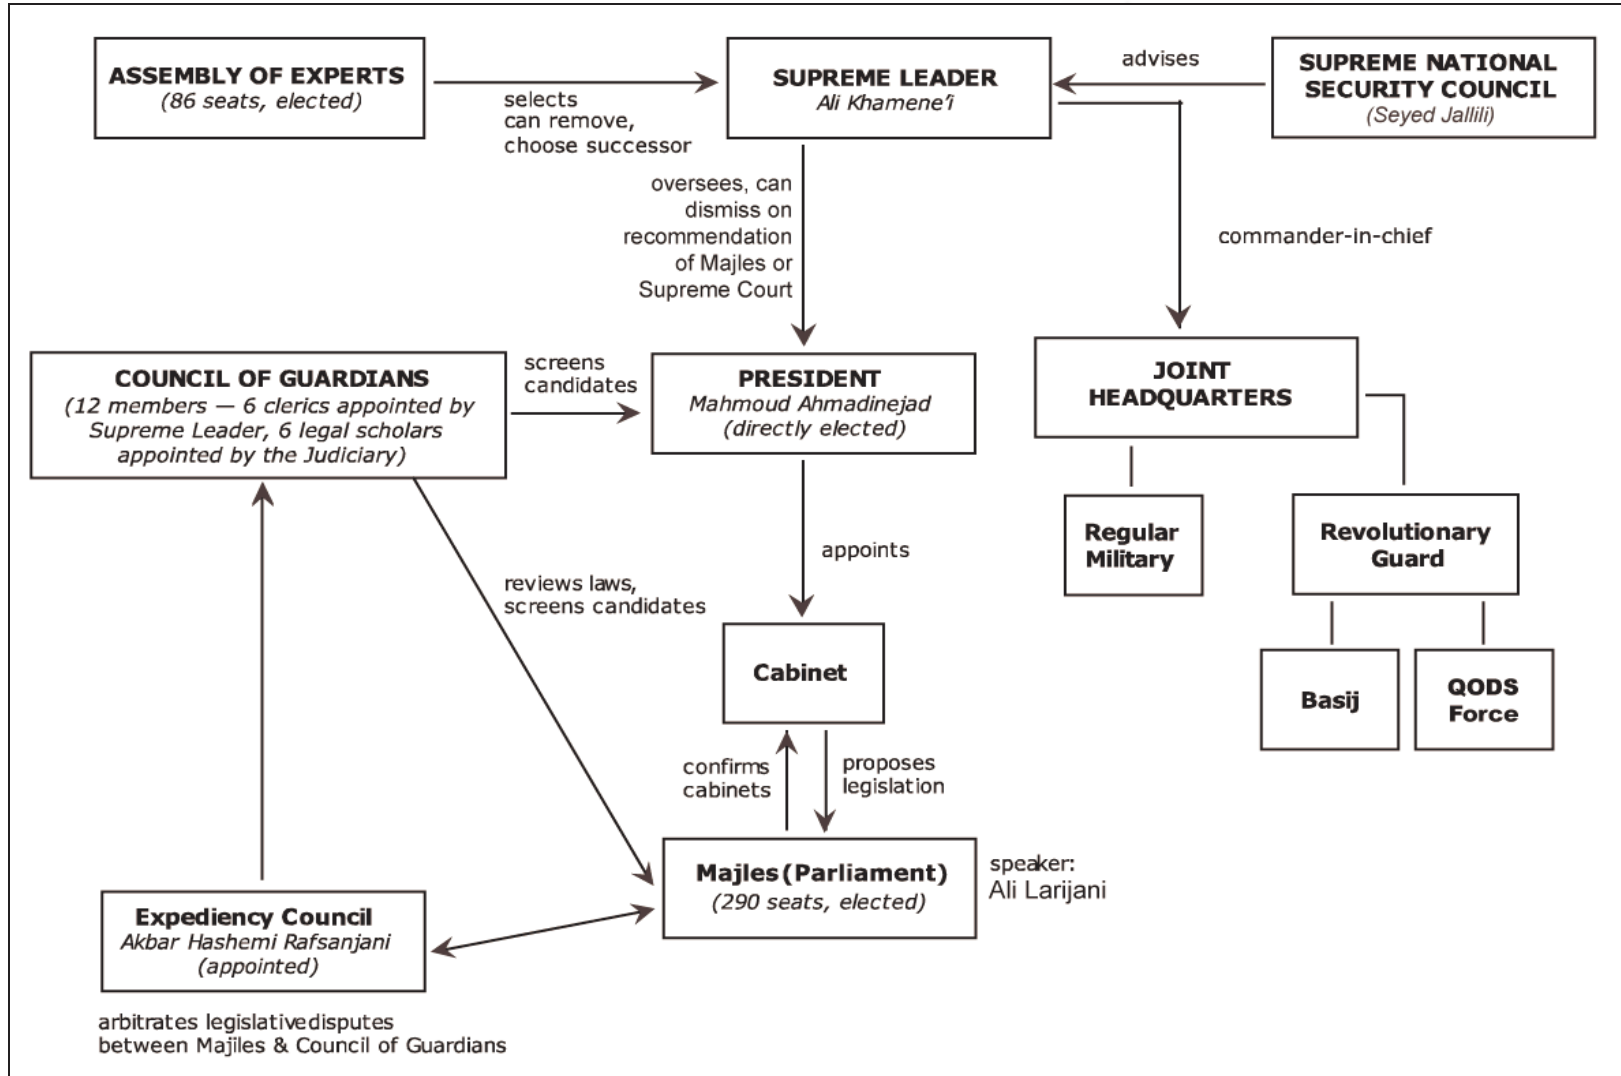 ASSEMBLY OF EXPERTS
(86 seats, elected)
selects
can remove,
choose successor
SUPREME LEADER
Ali Khamene'i
advises
SUPREME NATIONAL
SECURITY COUNCIL
(Seyed Jallili)
oversees, can
dismiss on
recommendation
of Majles or
Supreme Court
commander-in-chief
COUNCIL OF GUARDIANS
(12 members — 6 clerics appointed by
Supreme Leader, 6 legal scholars
appointed by the Judiciary)
screens
candidates
PRESIDENT
Mahmoud Ahmadinejad
(directly elected)
JOINT
HEADQUARTERS
Regular
Military
Revolutionary
Guard
appoints
reviews laws,
screens candidates
Cabinet
Basij
QODS
Force
confirms
cabinets
proposes
legislation
Majles (Parliament)
(290 seats, elected)
speaker:
Ali Larijani
Expediency Council
Akbar Hashemi Rafsanjani
(appointed)
arbitrates legislative disputes
between Majiles & Council of Guardians